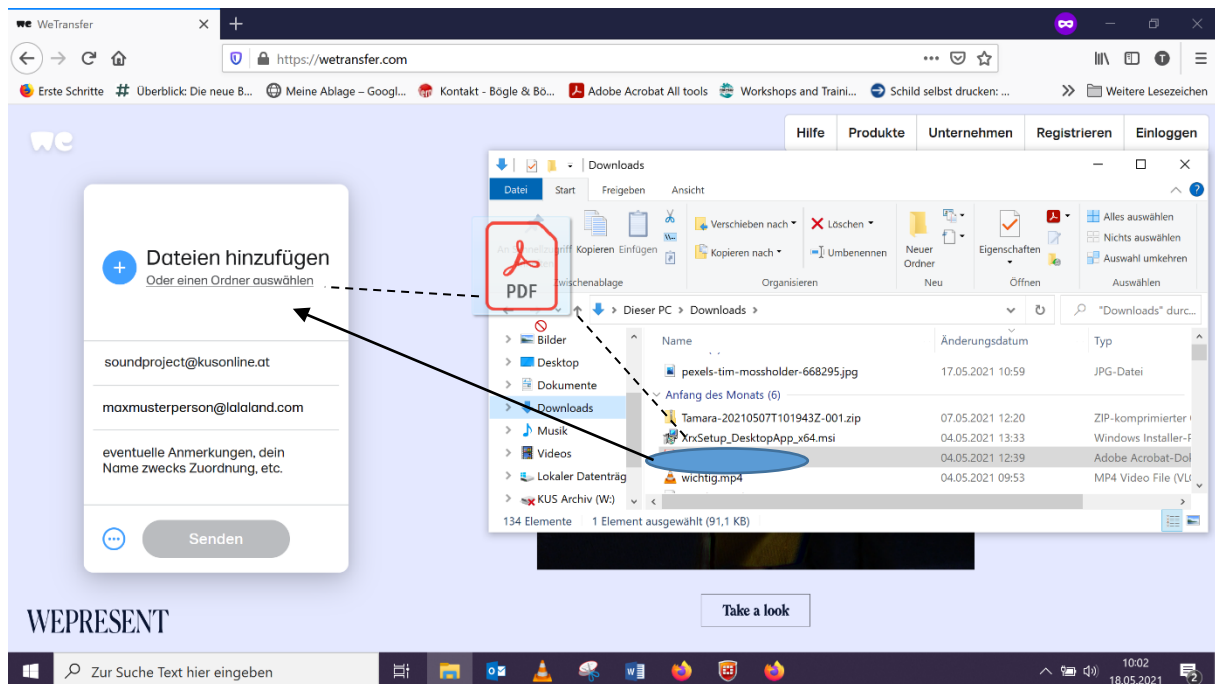 WeTransfer
https://wetransfer.com
Erste Schritte
Überblick: Die neue B...
Meine Ablage – Googl...
Kontakt - Bögle & Bö...
Adobe Acrobat All tools
Workshops and Traini...
Schild selbst drucken: ...
Weitere Lesezeichen
we
Hilfe
Produkte
Unternehmen
Registrieren
Einloggen
Dateien hinzufügen
Oder einen Ordner auswählen
soundproject@kusonline.at
maxmusterperson@lalaland.com
eventuelle Anmerkungen, dein
Name zwecks Zuordnung, etc.
Senden
Downloads
Datei
Start
Freigeben
Ansicht
Kopieren
Einfügen
Verschieben nach
Kopieren nach
Löschen
Umbenennen
Neuer
Ordner
Eigenschaften
Alles auswählen
Nichts auswählen
Auswahl umkehren
Zwischenablage
Organisieren
Neu
Öffnen
Auswählen
PDF
Dieser PC > Downloads >
"Downloads" durc...
Bilder
Desktop
Dokumente
Downloads
Musik
Videos
Lokaler Datenträg
KUS Archiv (W:)
Name
Änderungsdatum
Typ
pexels-tim-mossholder-668295.jpg
17.05.2021 10:59
JPG-Datei
Anfang des Monats (6)
Tamara-20210507T101943Z-001.zip
07.05.2021 12:20
ZIP-komprimierter
XrxSetup_DesktopApp_x64.msi
04.05.2021 13:33
Windows Installer-P
04.05.2021 12:39
Adobe Acrobat-Dok
wichtig.mp4
04.05.2021 09:53
MP4 Video File (VLC
134 Elemente
1 Element ausgewählt (91,1 KB)
WEPRESENT
Take a look
Zur Suche Text hier eingeben
10:02
18.05.2021
2